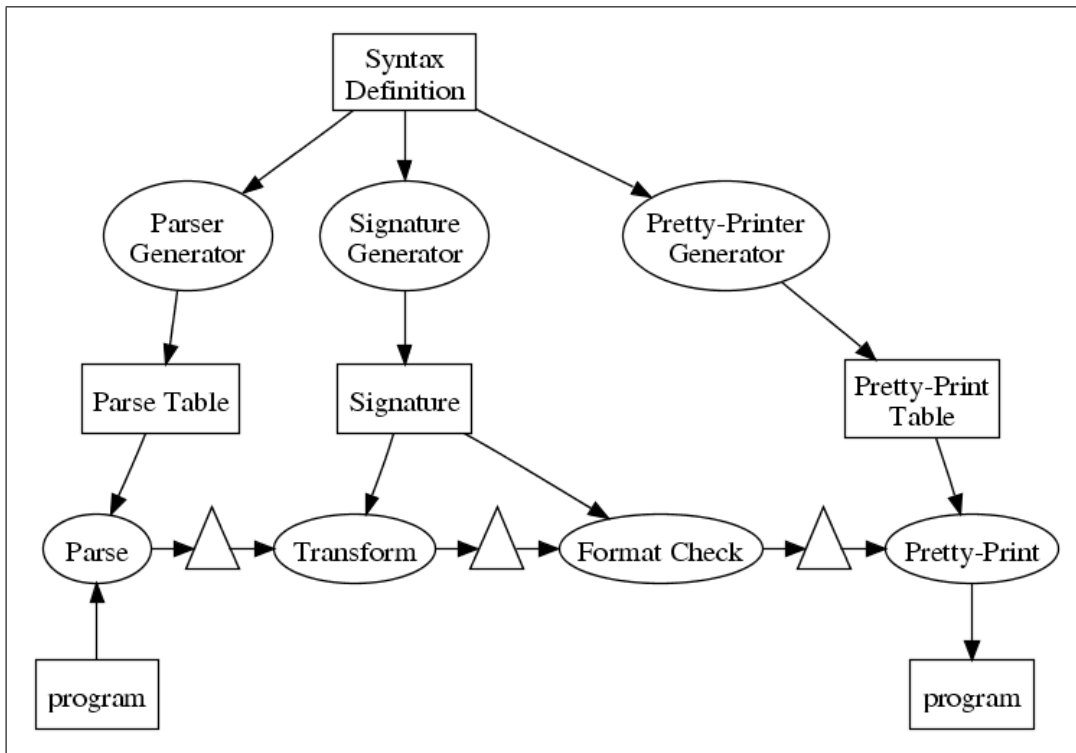 Syntax
Definition
Parser
Generator
Signature
Generator
Pretty-Printer
Generator
Parse Table
Signature
Pretty-Print
Table
Parse
Transform
Format Check
Pretty-Print
program
program